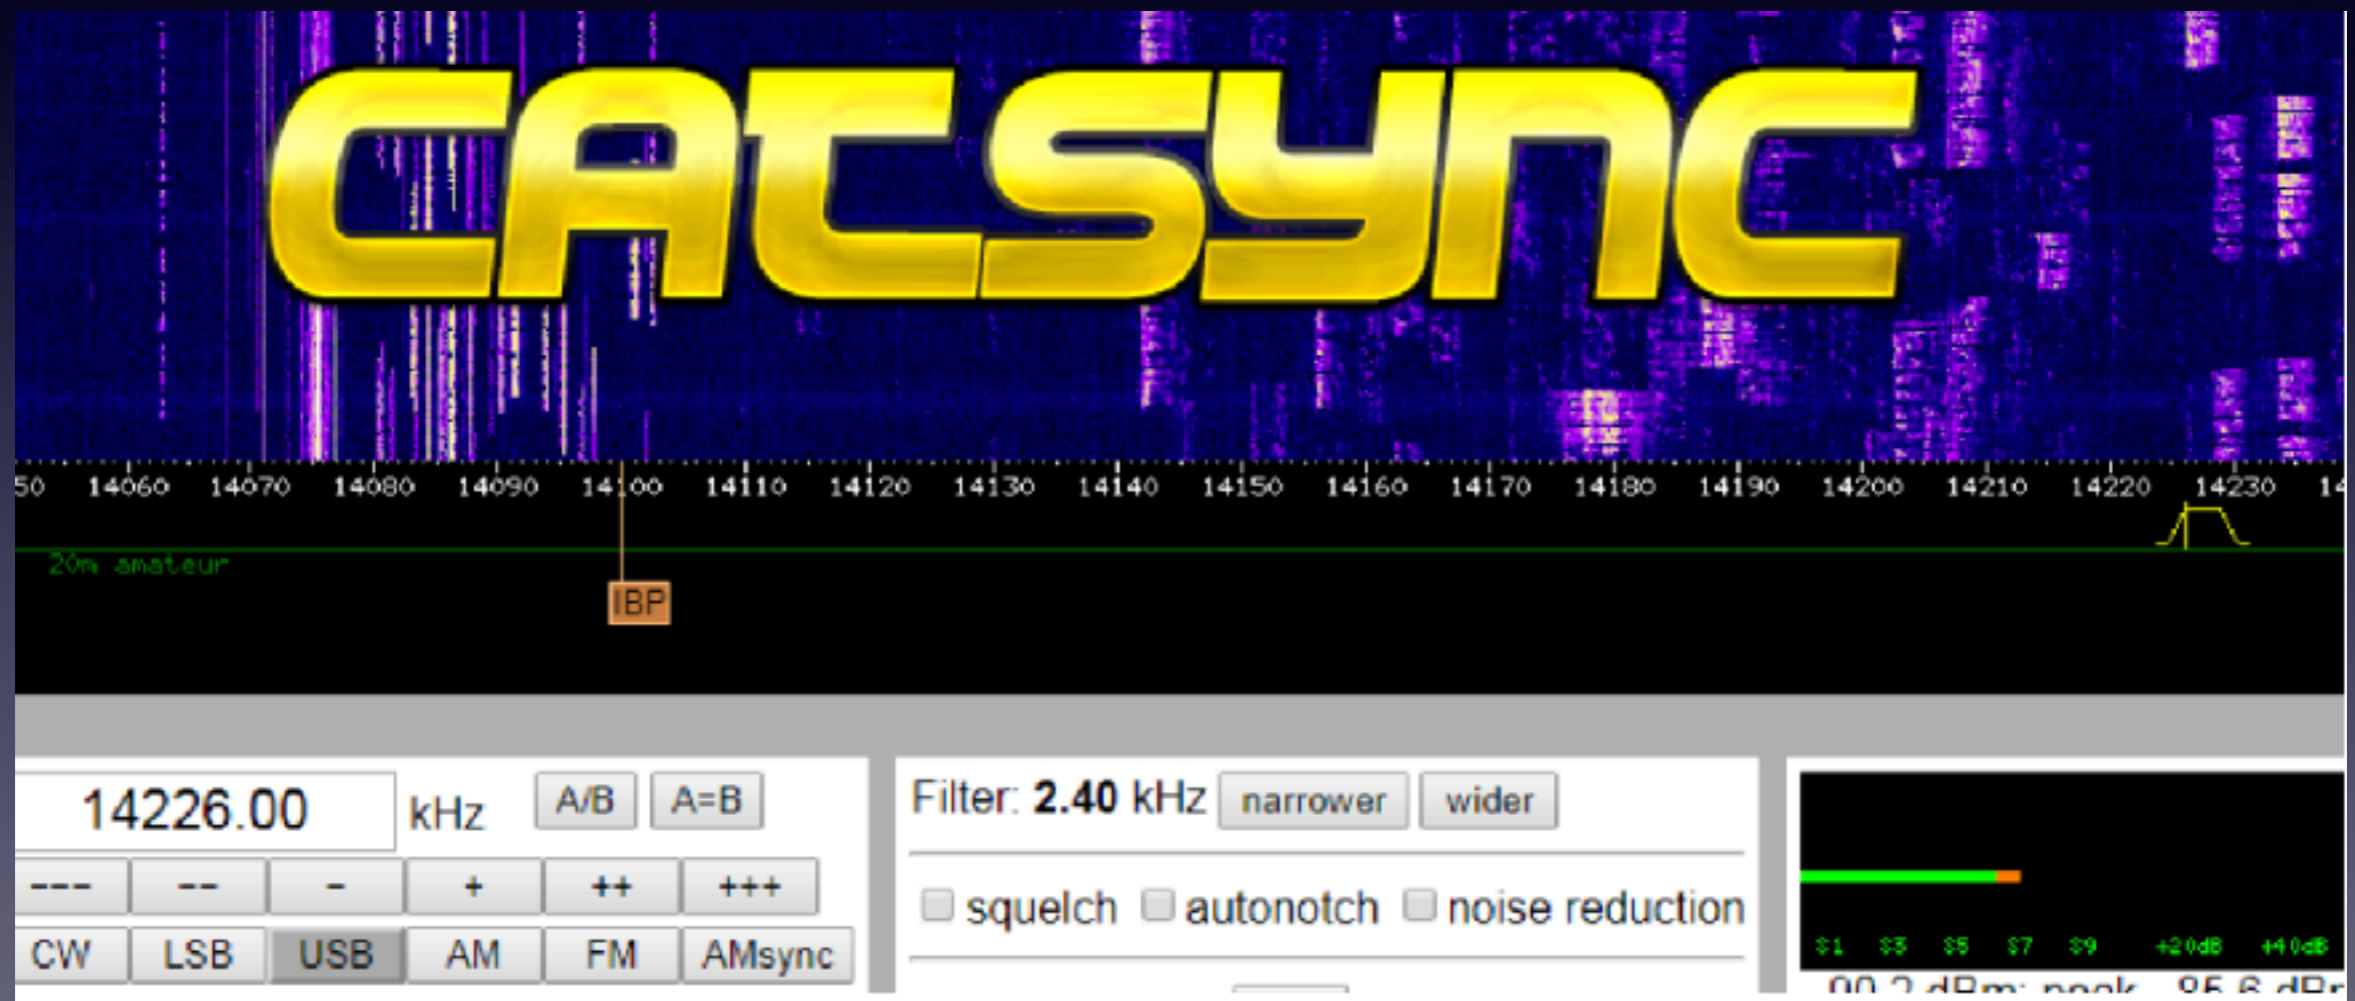 CATSYNC
50 14060 14070 14080 14090 14100 14110 14120 14130 14140 14150 14160 14170 14180 14190 14200 14210 14220 14230 14
20m amateur
IBP
14226.00 kHz A/B A=B
--- -- - + ++ +++
CW LSB USB AM FM AMsync
Filter: 2.40 kHz narrower wider
squelch autonotch noise reduction
S1 S3 S5 S7 S9 +20dB +40dB